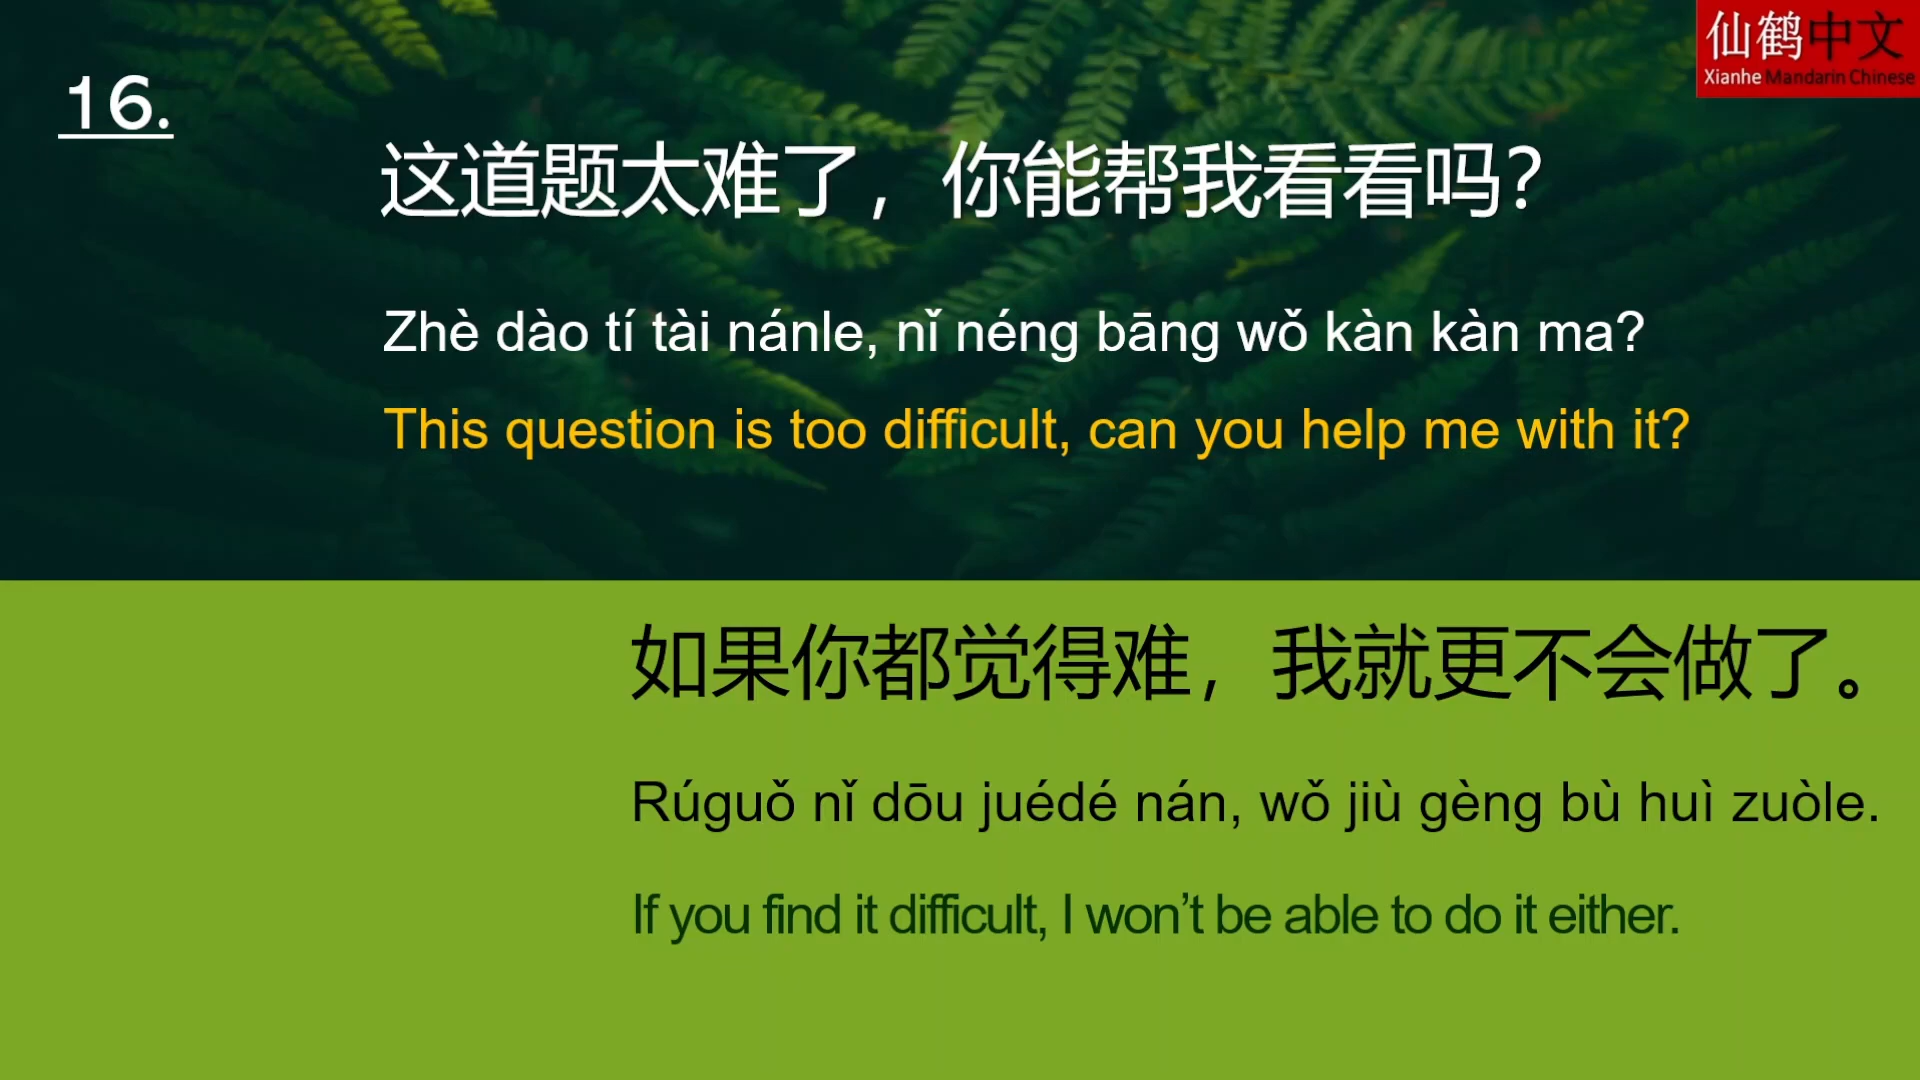 仙鹤中文
Xianhe Mandarin Chinese
16.
这道题太难了，你能帮我看看吗？
Zhè dào tí tài nánle, nǐ néng bāng wǒ kàn kàn ma?
This question is too difficult, can you help me with it?
如果你都觉得难，我就更不会做了。
Rúguǒ nǐ dōu juédé nán, wǒ jiù gèng bù huì zuòle.
If you find it difficult, I won’t be able to do it either.